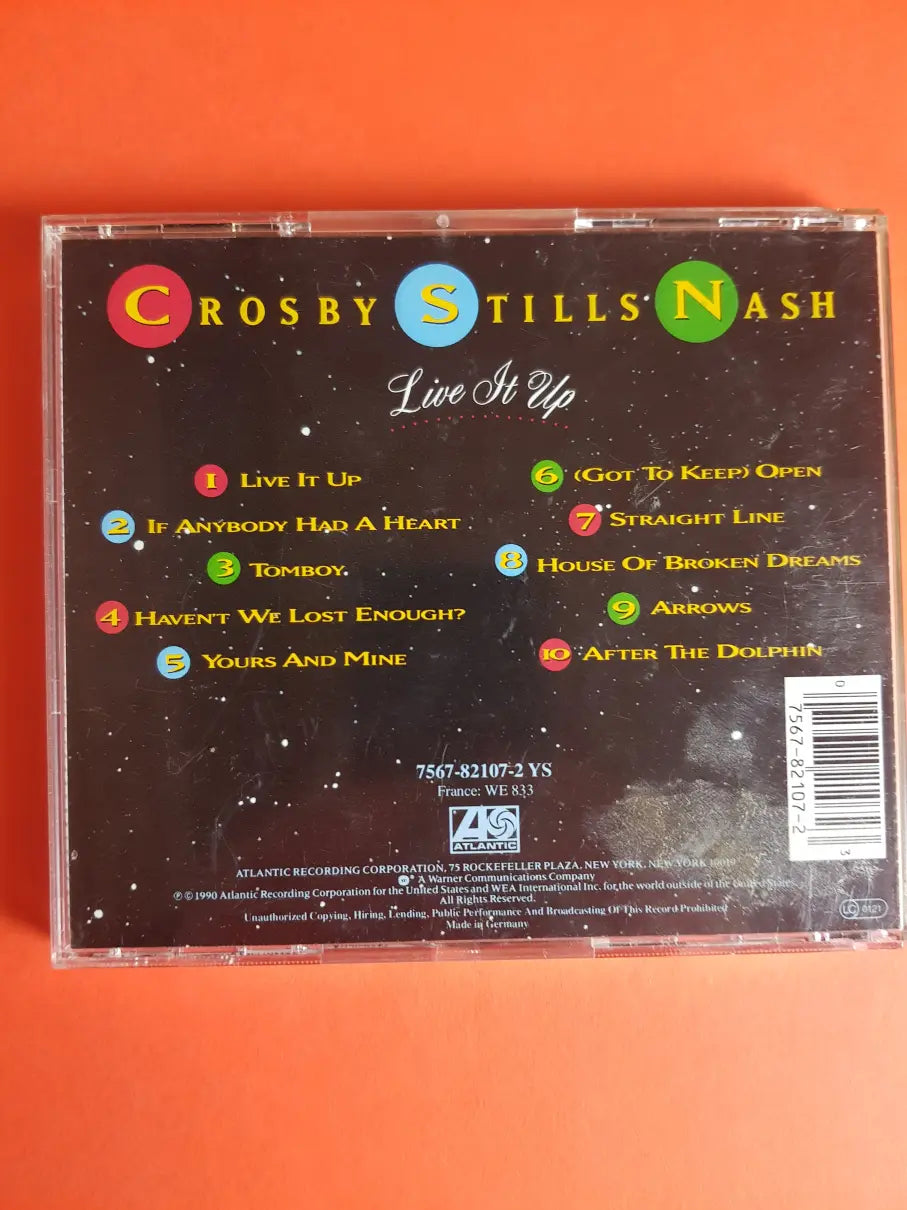 CROSBY STILLS NASH
Live It Up
1 LIVE IT UP
2 IF ANYBODY HAD A HEART
3 TOMBOY
4 HAVEN'T WE LOST ENOUGH?
5 YOURS AND MINE
6 (GOT TO KEEP) OPEN
7 STRAIGHT LINE
8 HOUSE OF BROKEN DREAMS
9 ARROWS
10 AFTER THE DOLPHIN
0 7567-82107-2 3
7567-82107-2 YS
France: WE 833
ATLANTIC
ATLANTIC RECORDING CORPORATION, 75 ROCKEFELLER PLAZA, NEW YORK, NEW YORK 10019
A Warner Communications Company
℗ © 1990 Atlantic Recording Corporation for the United States and WEA International Inc. for the world outside of the United States.
All Rights Reserved.
Unauthorized Copying, Hiring, Lending, Public Performance And Broadcasting Of This Record Prohibited
Made in Germany
LC 0121